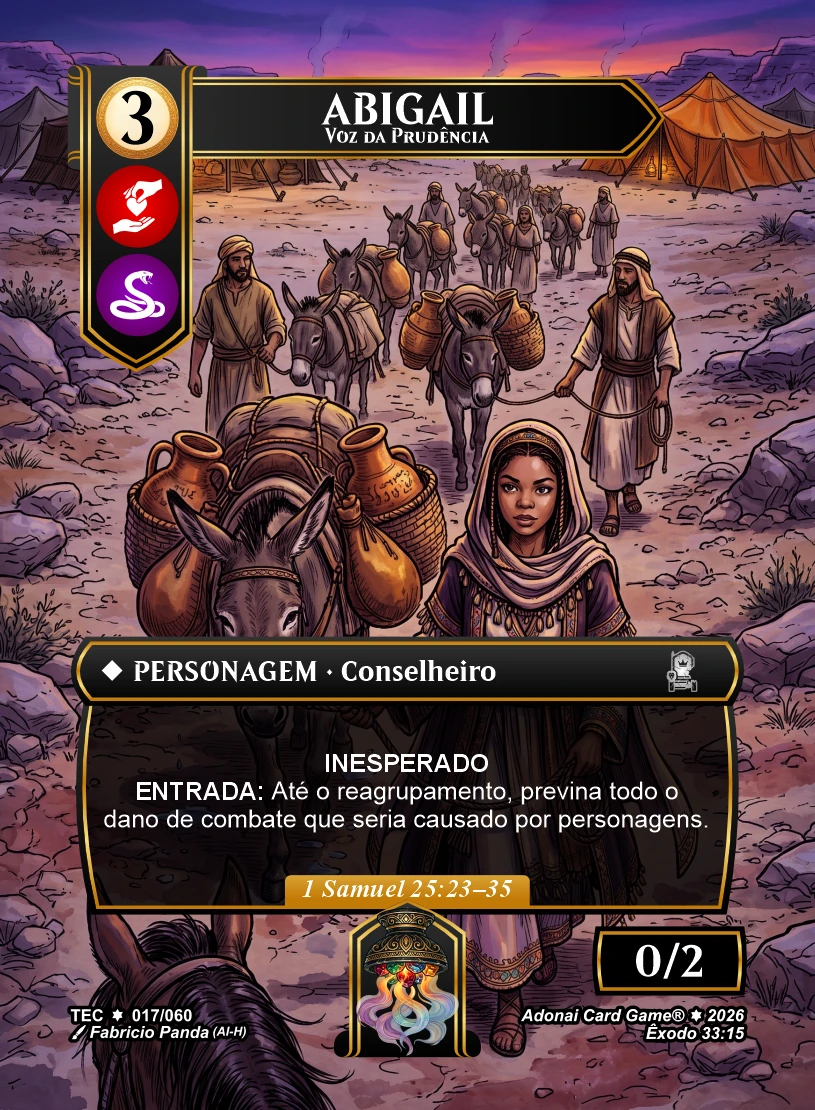 3
ABIGAIL
Voz da Prudência
PERSONAGEM · Conselheiro
INESPERADO
ENTRADA: Até o reagrupamento, previna todo o
dano de combate que seria causado por personagens.
1 Samuel 25:23–35
0/2
TEC ✸ 017/060
Fabricio Panda (AI-H)
Adonai Card Game® ✸ 2026
Êxodo 33:15